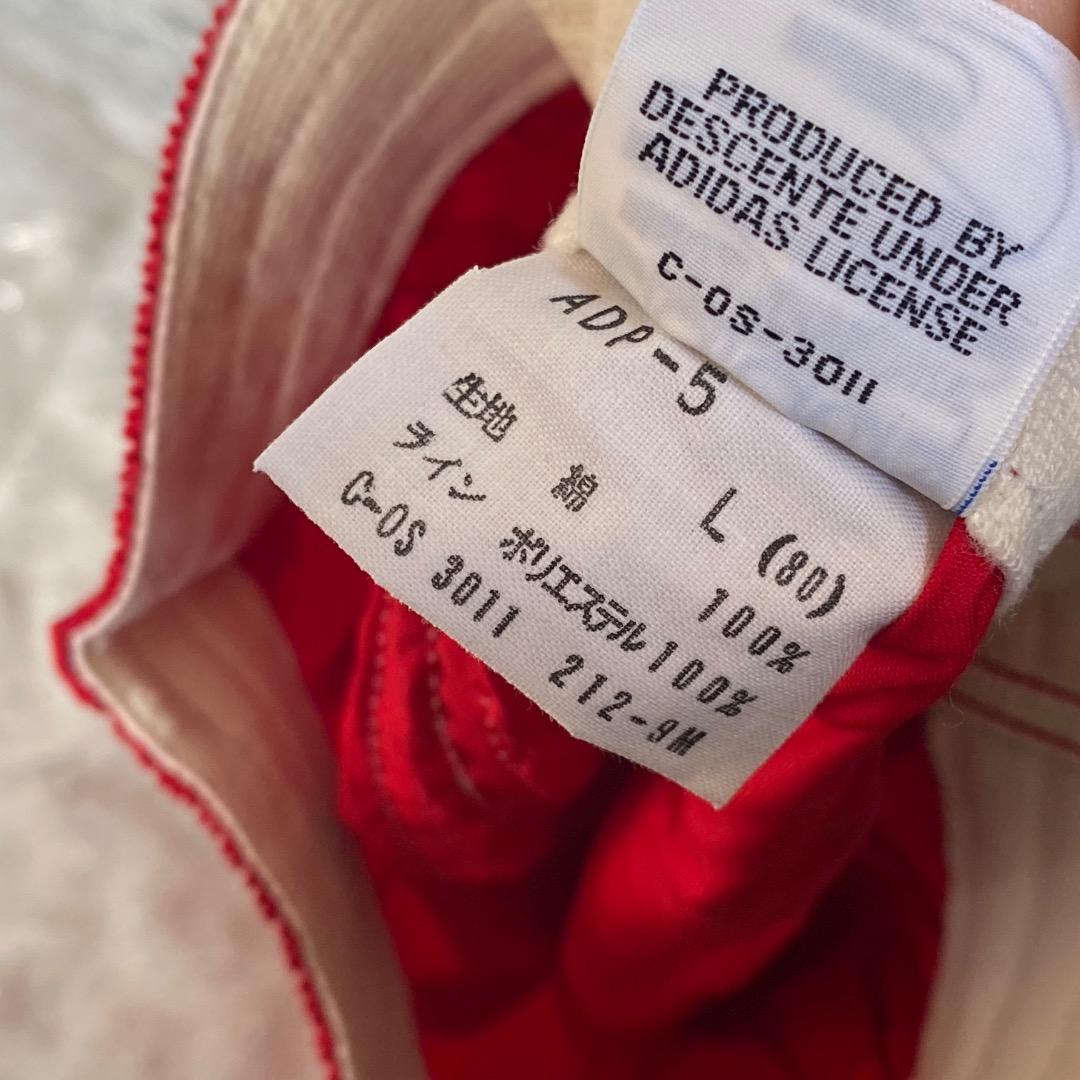 PRODUCED BY
DESCENTE UNDER
ADIDAS LICENSE
C-OS-3011
ADP-5
L (80)
生地 綿 100%
ライン ポリエステル100%
C-OS 3011 212-9M